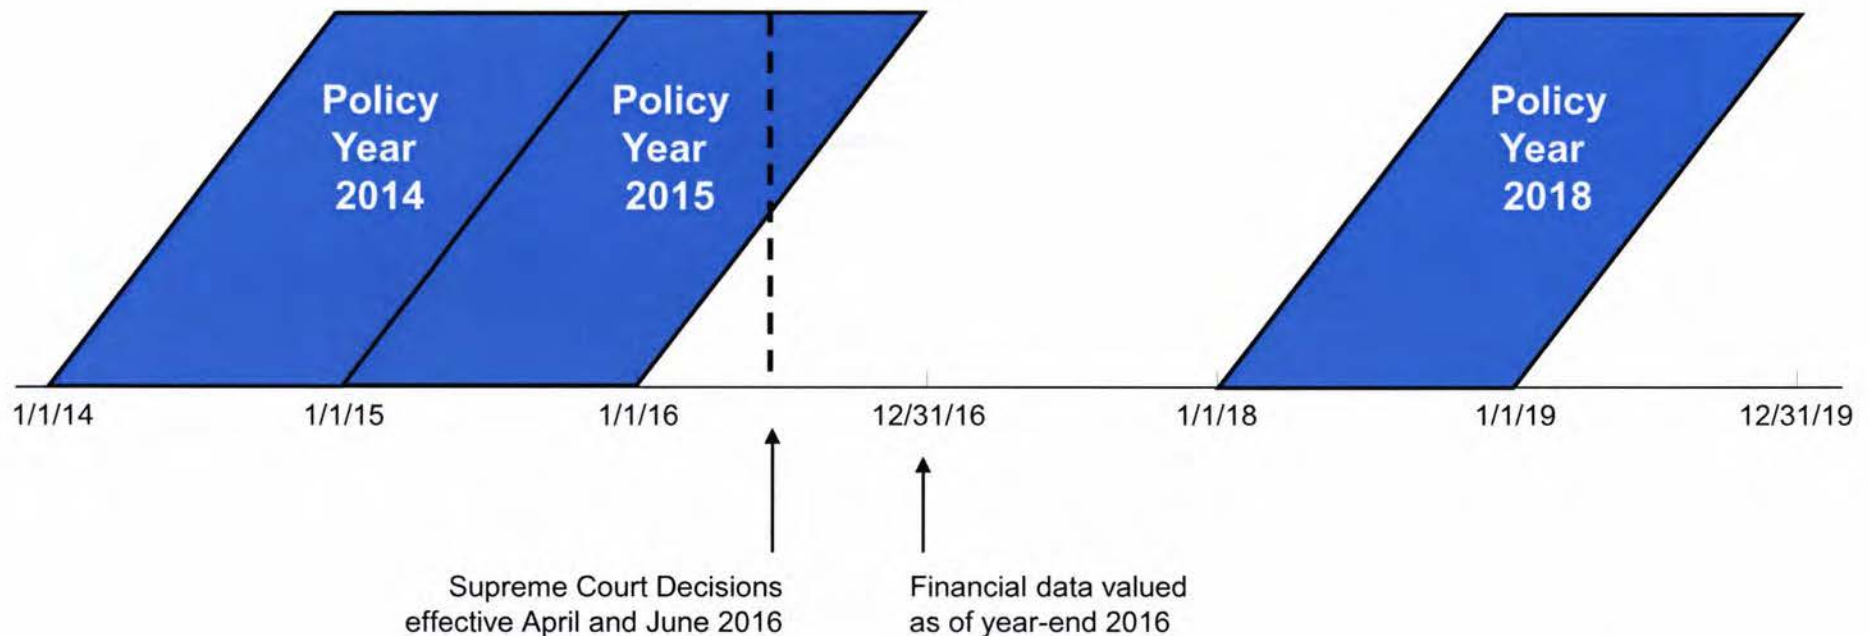 Policy
Year
2014
Policy
Year
2015
Policy
Year
2018
1/1/14
1/1/15
1/1/16
12/31/16
1/1/18
1/1/19
12/31/19
Supreme Court Decisions
effective April and June 2016
Financial data valued
as of year-end 2016